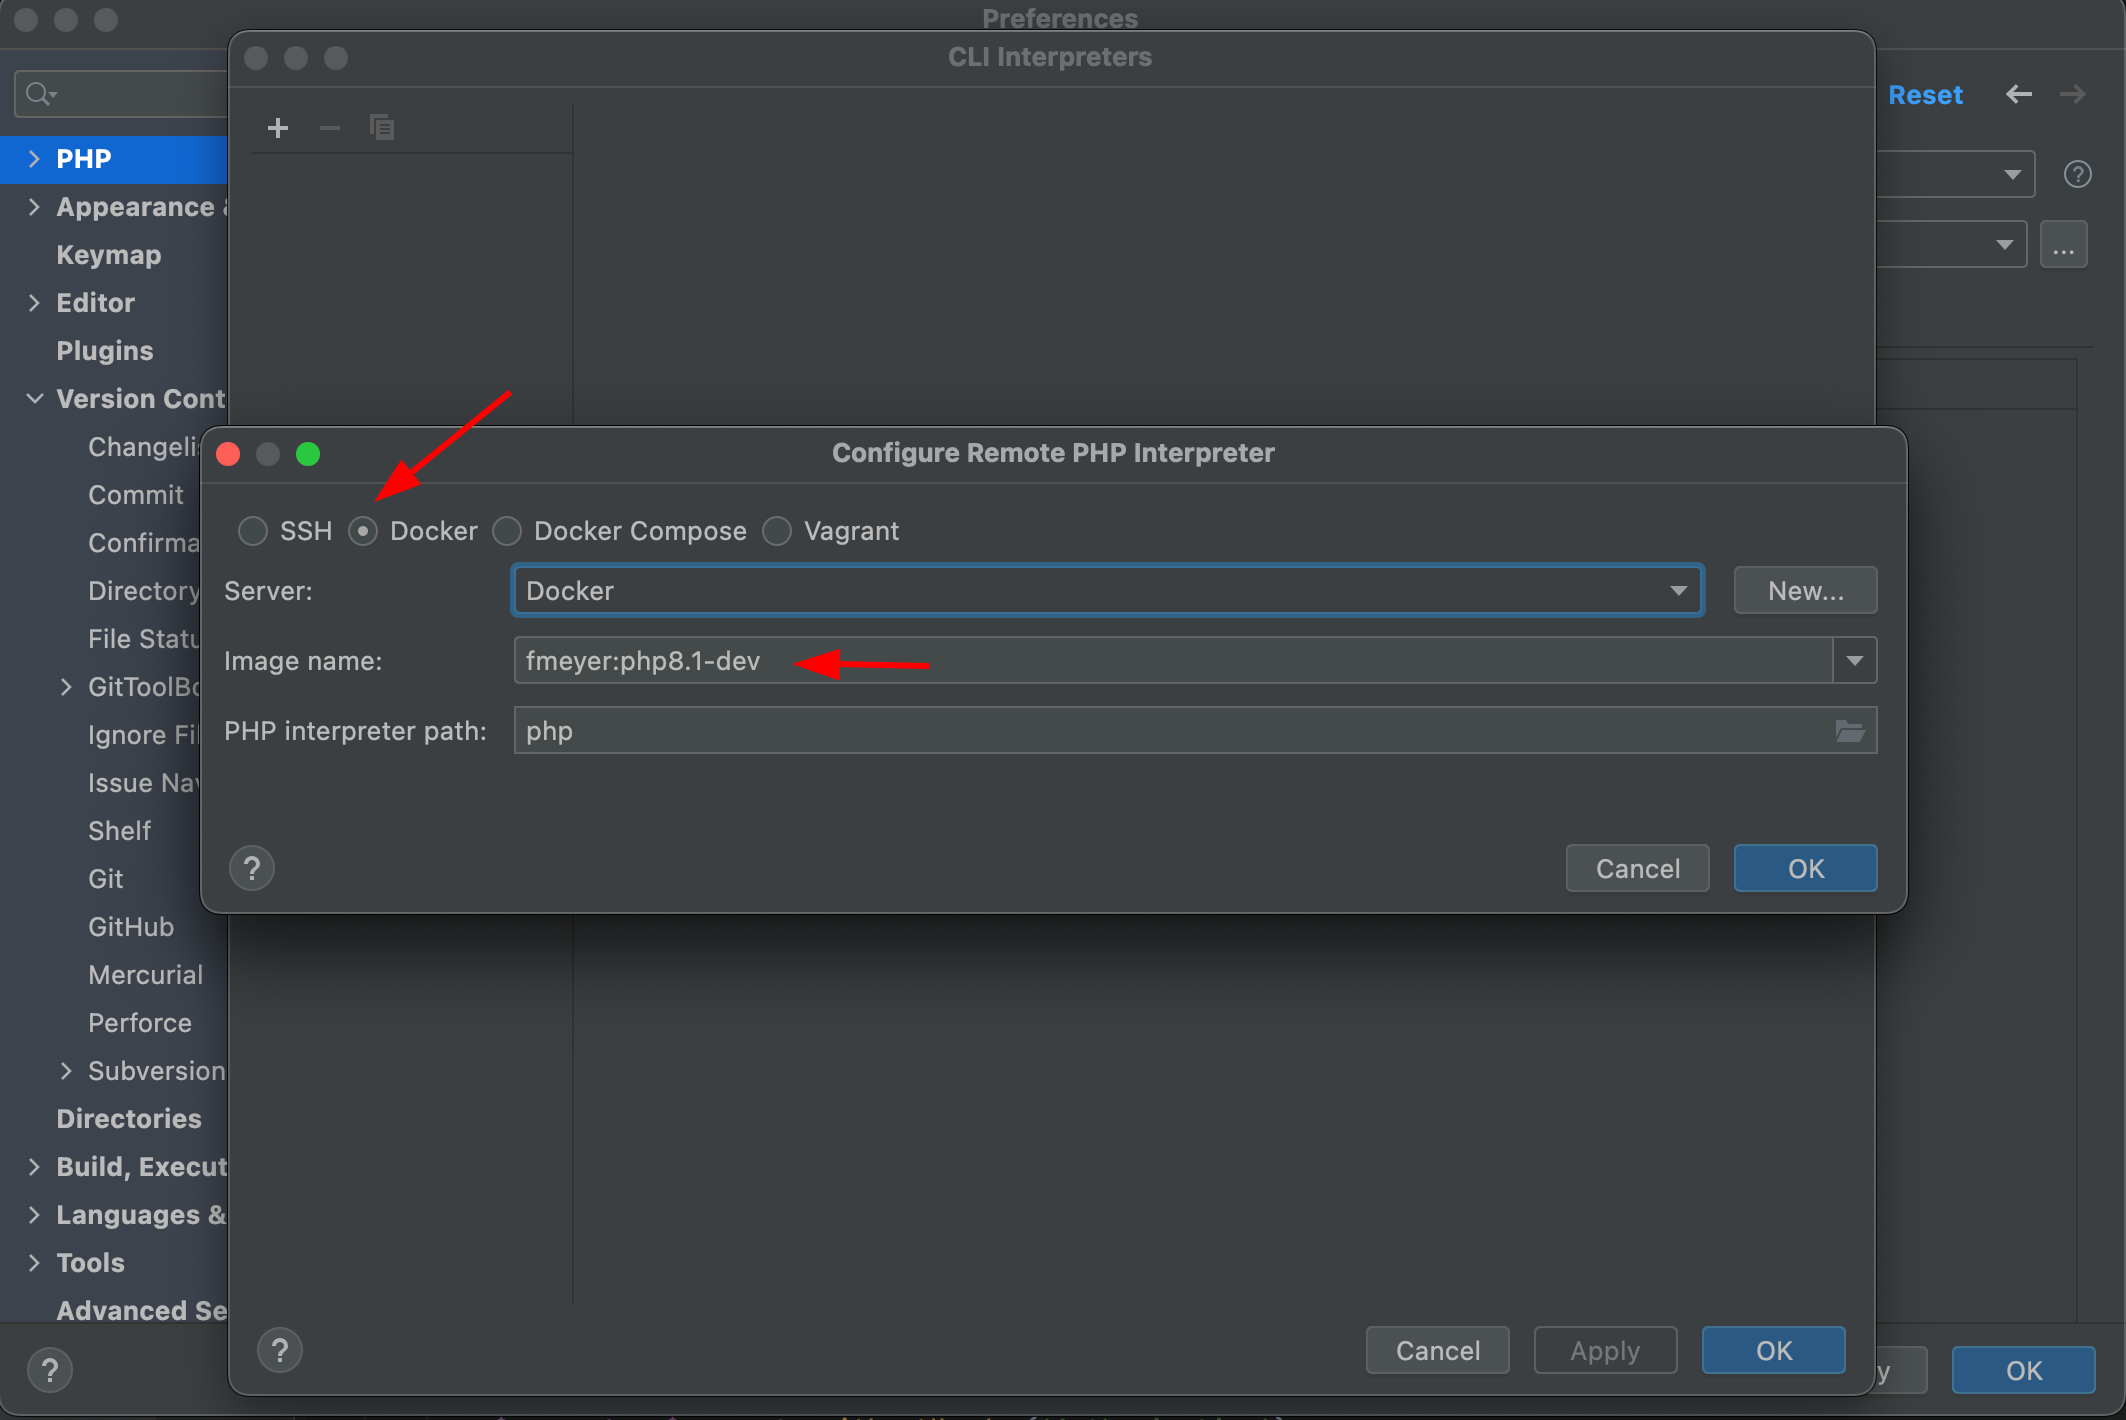 Preferences
CLI Interpreters
Reset
PHP
Appearance &
Keymap
Editor
Plugins
Version Cont
Changelis
Commit
Configure Remote PHP Interpreter
SSH Docker Docker Compose Vagrant
Confirma
Directory
Server: Docker New...
File Statu
Image name: fmeyer:php8.1-dev
GitToolBo
PHP interpreter path: php
Ignore Fil
Issue Nav
Shelf
? Cancel OK
Git
GitHub
Mercurial
Perforce
Subversion
Directories
Build, Execut
Languages &
Tools
Advanced Se
? Cancel Apply OK
? y OK